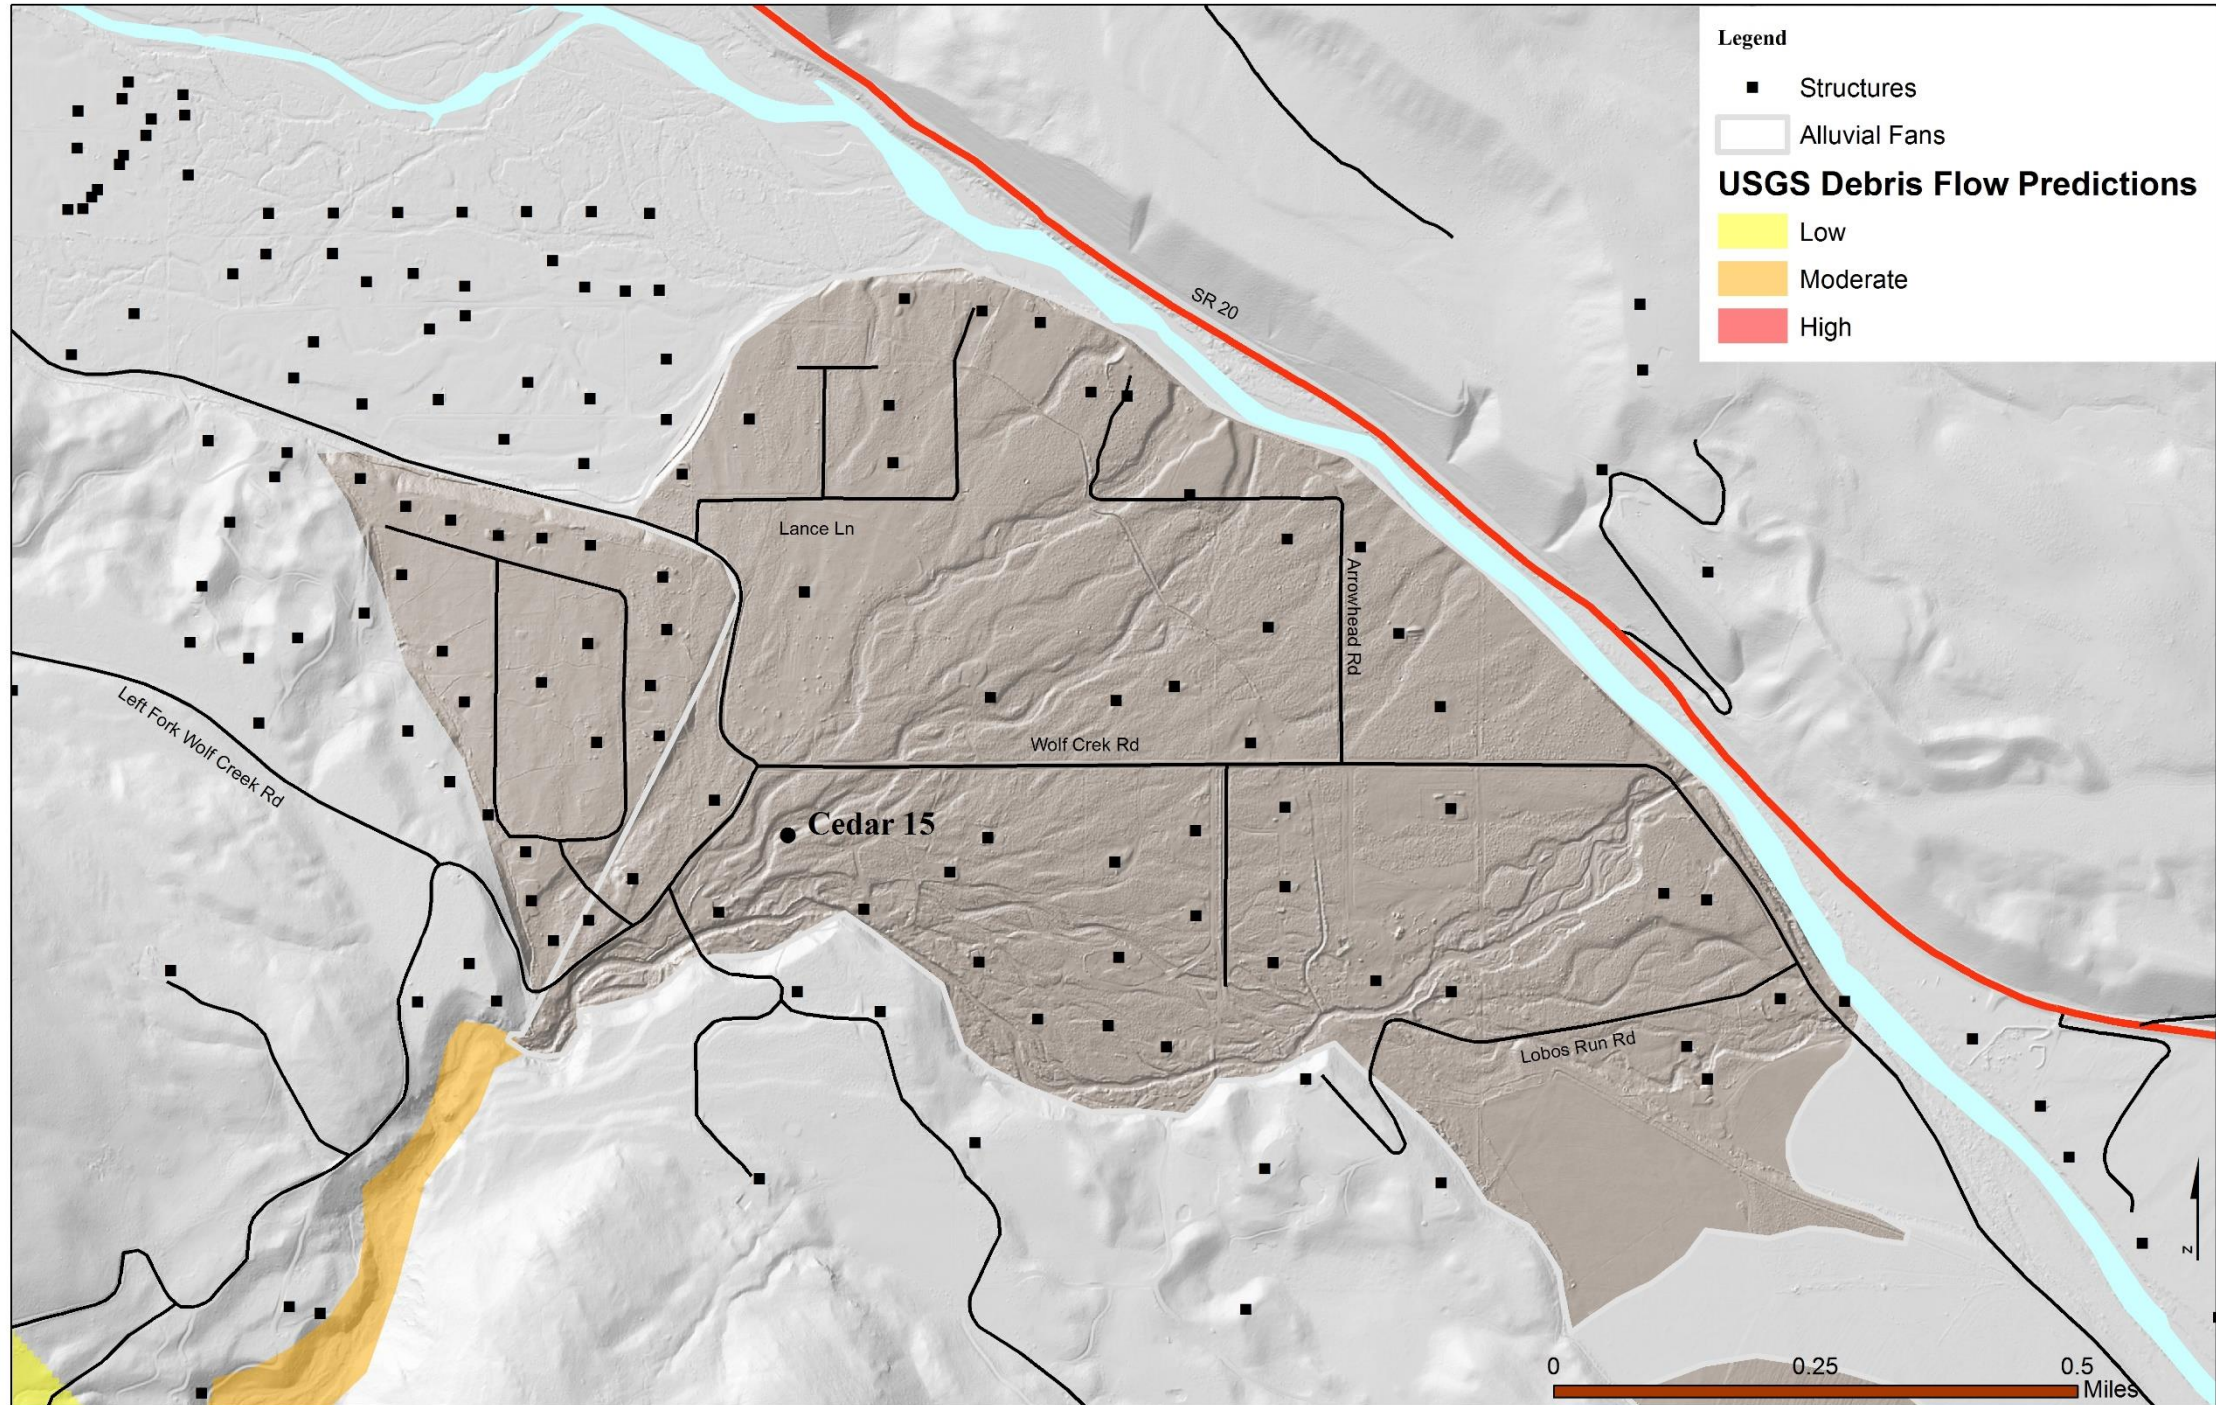 Legend
Structures
Alluvial Fans
USGS Debris Flow Predictions
Low
Moderate
High
SR 20
Lance Ln
Arrowhead Rd
Left Fork Wolf Creek Rd
Wolf Crek Rd
Cedar 15
Lobos Run Rd
N
0 0.25 0.5
Miles